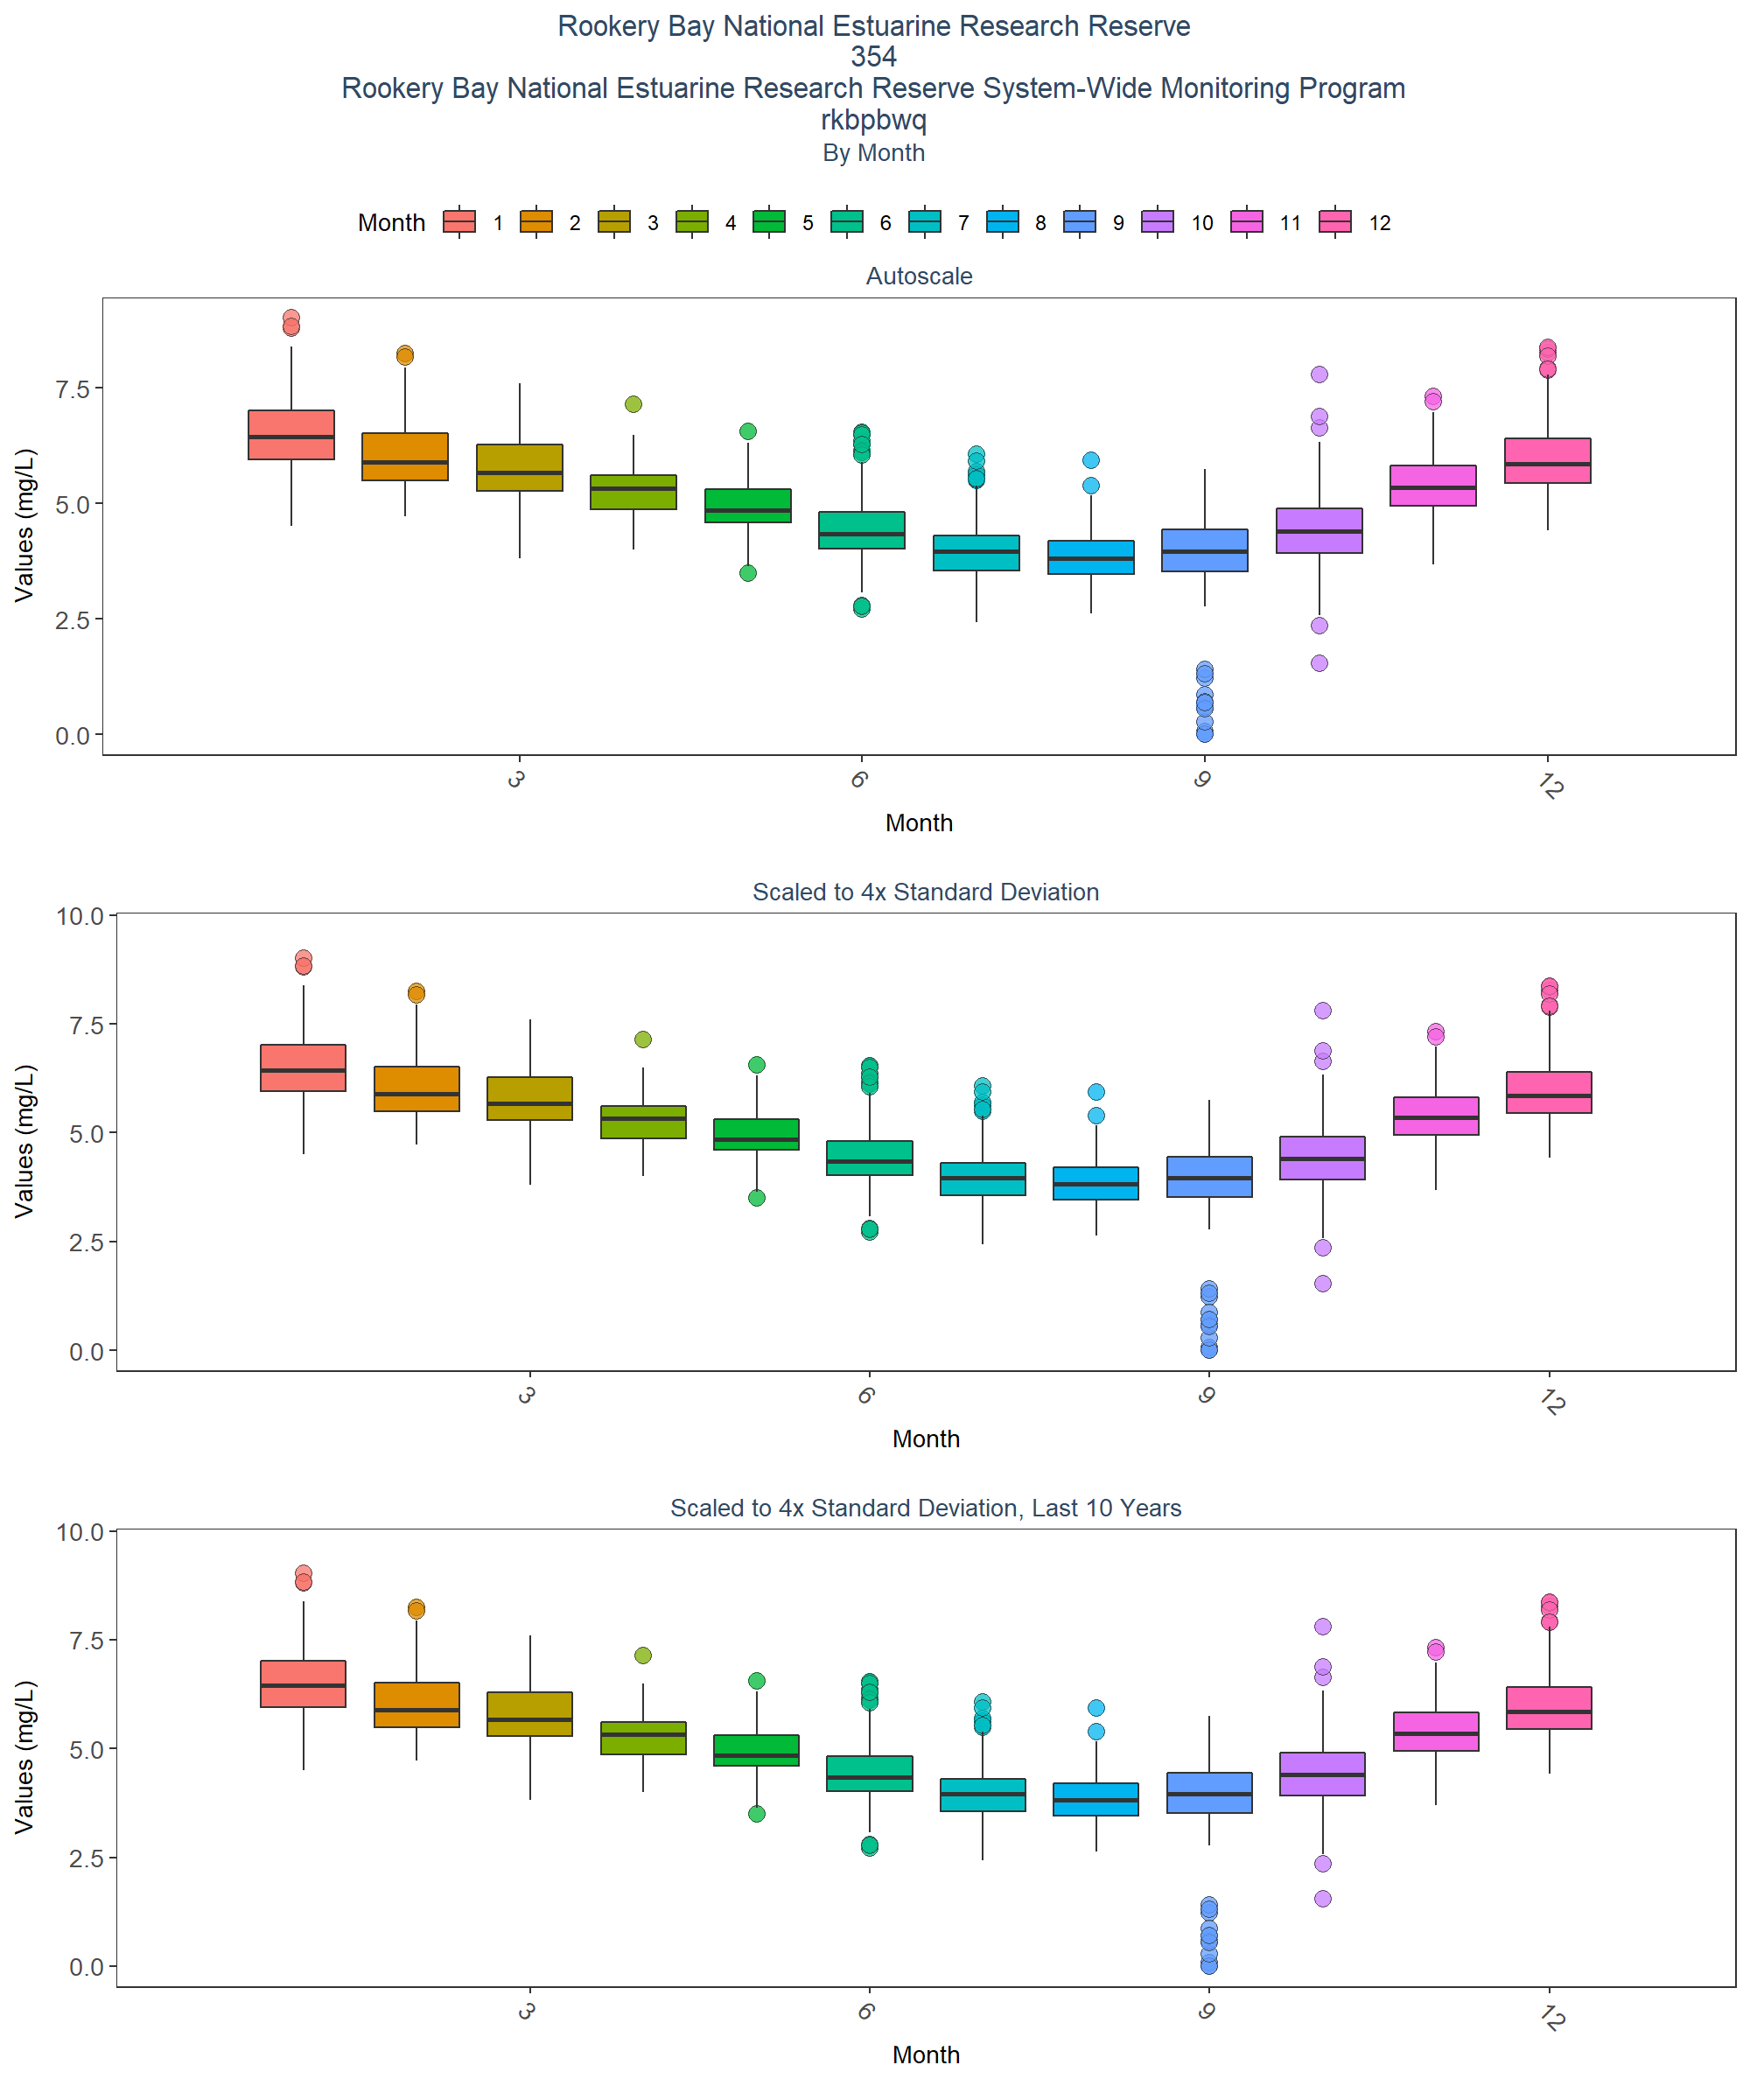 Rookery Bay National Estuarine Research Reserve
354
Rookery Bay National Estuarine Research Reserve System-Wide Monitoring Program
rkbpbwq
By Month
Month 1 2 3 4 5 6 7 8 9 10 11 12
Autoscale
Values (mg/L)
7.5
5.0
2.5
0.0
3 6 9 12
Month
Scaled to 4x Standard Deviation
Values (mg/L)
10.0
7.5
5.0
2.5
0.0
3 6 9 12
Month
Scaled to 4x Standard Deviation, Last 10 Years
Values (mg/L)
10.0
7.5
5.0
2.5
0.0
3 6 9 12
Month